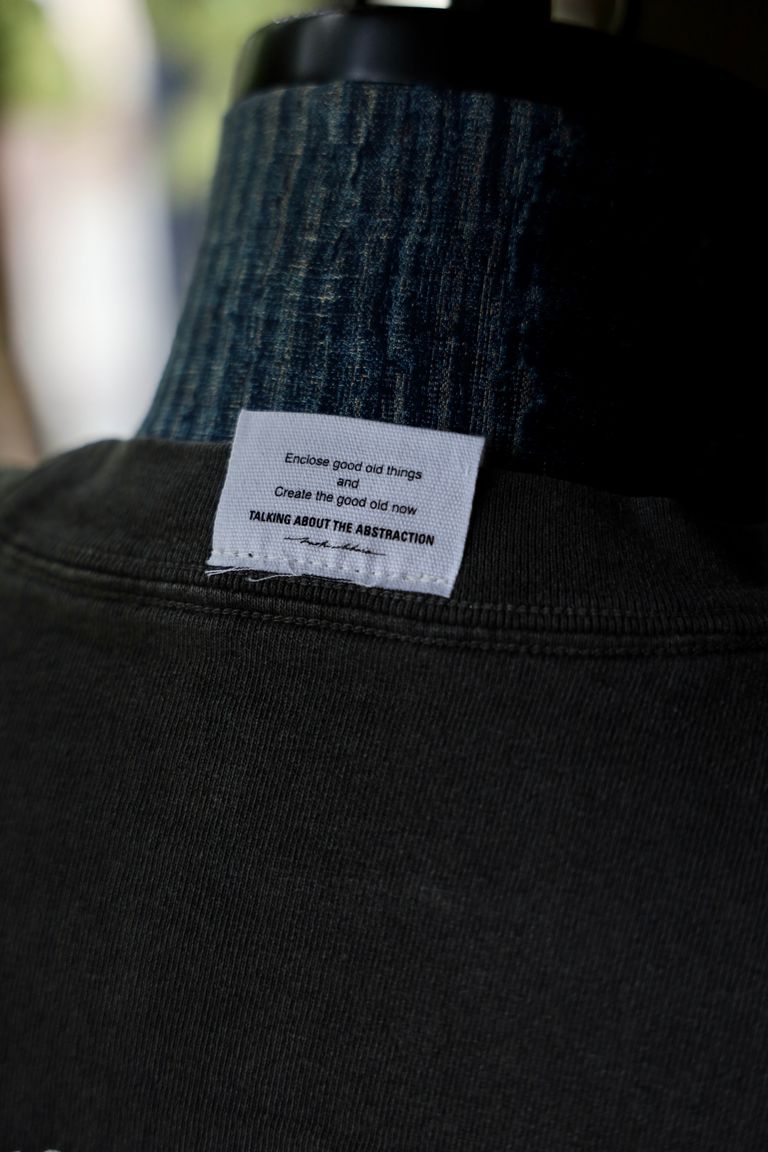 Enclose good old things
and
Create the good old now
TALKING ABOUT THE ABSTRACTION